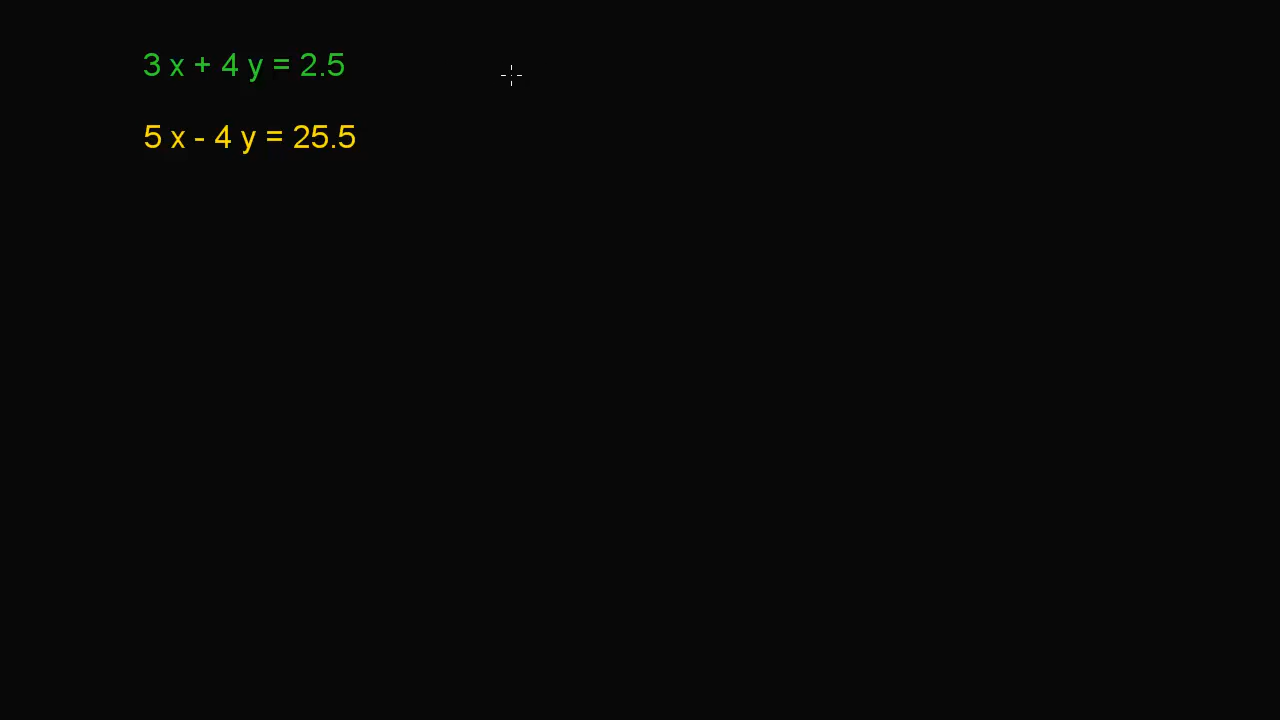 3 x + 4 y = 2.5
5 x - 4 y = 25.5